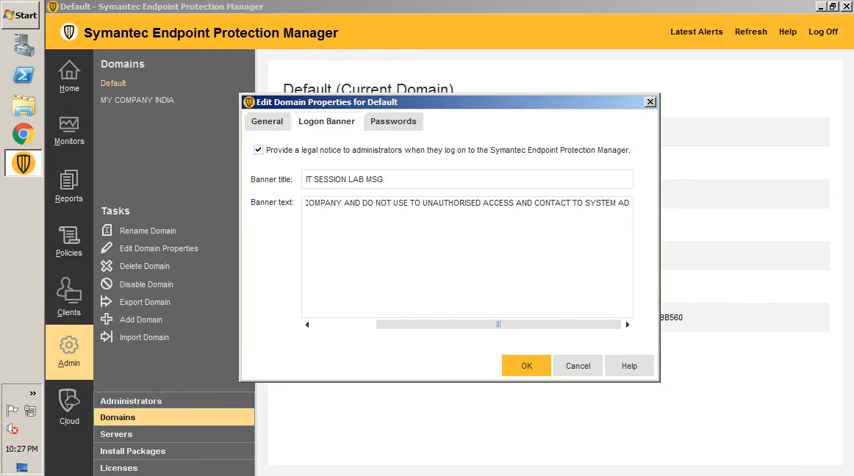 Default - Symantec Endpoint Protection Manager
Start
Symantec Endpoint Protection Manager
Latest Alerts Refresh Help Log Off
Home
Monitors
Reports
Policies
Clients
Admin
Cloud
Domains
Default
MY COMPANY INDIA
Tasks
Rename Domain
Edit Domain Properties
Delete Domain
Disable Domain
Export Domain
Add Domain
Import Domain
Administrators
Domains
Servers
Install Packages
Licenses
Default (Current Domain)
Edit Domain Properties for Default
General Logon Banner Passwords
Provide a legal notice to administrators when they log on to the Symantec Endpoint Protection Manager.
Banner title: IT SESSION LAB MSG
Banner text: COMPANY AND DO NOT USE TO UNAUTHORISED ACCESS AND CONTACT TO SYSTEM AD
OK Cancel Help
BB560
10:27 PM